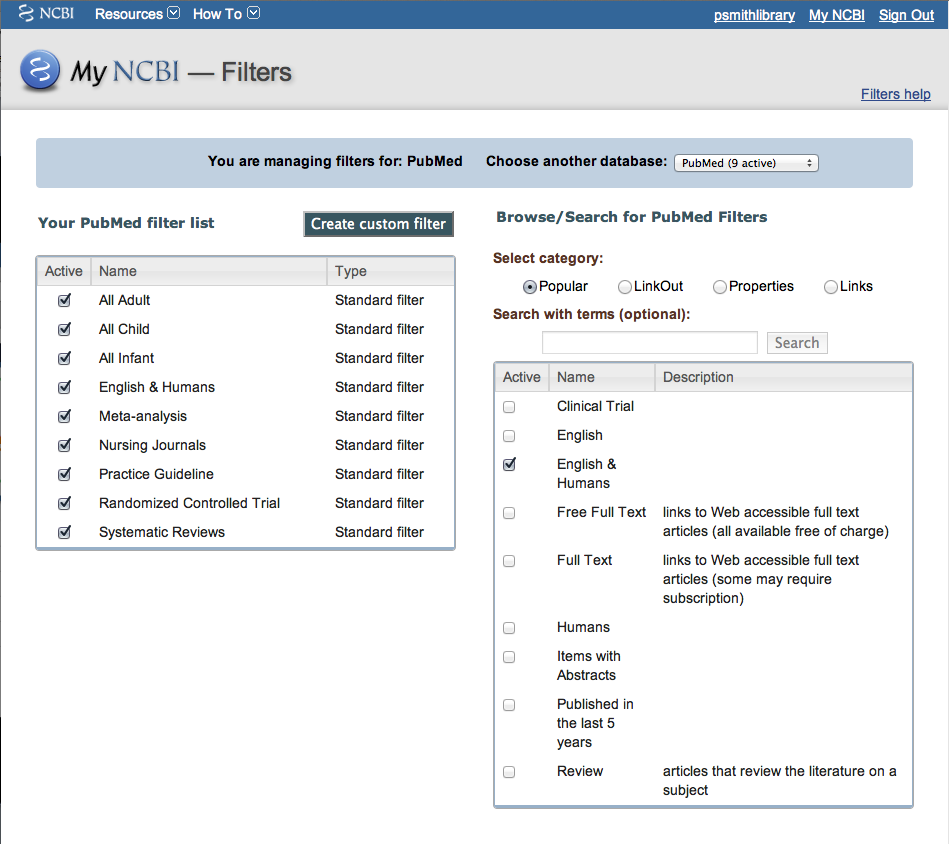 NCBI Resources How To psmithlibrary My NCBI Sign Out
My NCBI — Filters
Filters help
You are managing filters for: PubMed Choose another database: PubMed (9 active)
Your PubMed filter list Create custom filter
Active Name Type
All Adult Standard filter
All Child Standard filter
All Infant Standard filter
English & Humans Standard filter
Meta-analysis Standard filter
Nursing Journals Standard filter
Practice Guideline Standard filter
Randomized Controlled Trial Standard filter
Systematic Reviews Standard filter
Browse/Search for PubMed Filters
Select category:
Popular LinkOut Properties Links
Search with terms (optional):
Search
Active Name Description
Clinical Trial
English
English &
Humans
Free Full Text links to Web accessible full text
articles (all available free of charge)
Full Text links to Web accessible full text
articles (some may require
subscription)
Humans
Items with
Abstracts
Published in
the last 5
years
Review articles that review the literature on a
subject